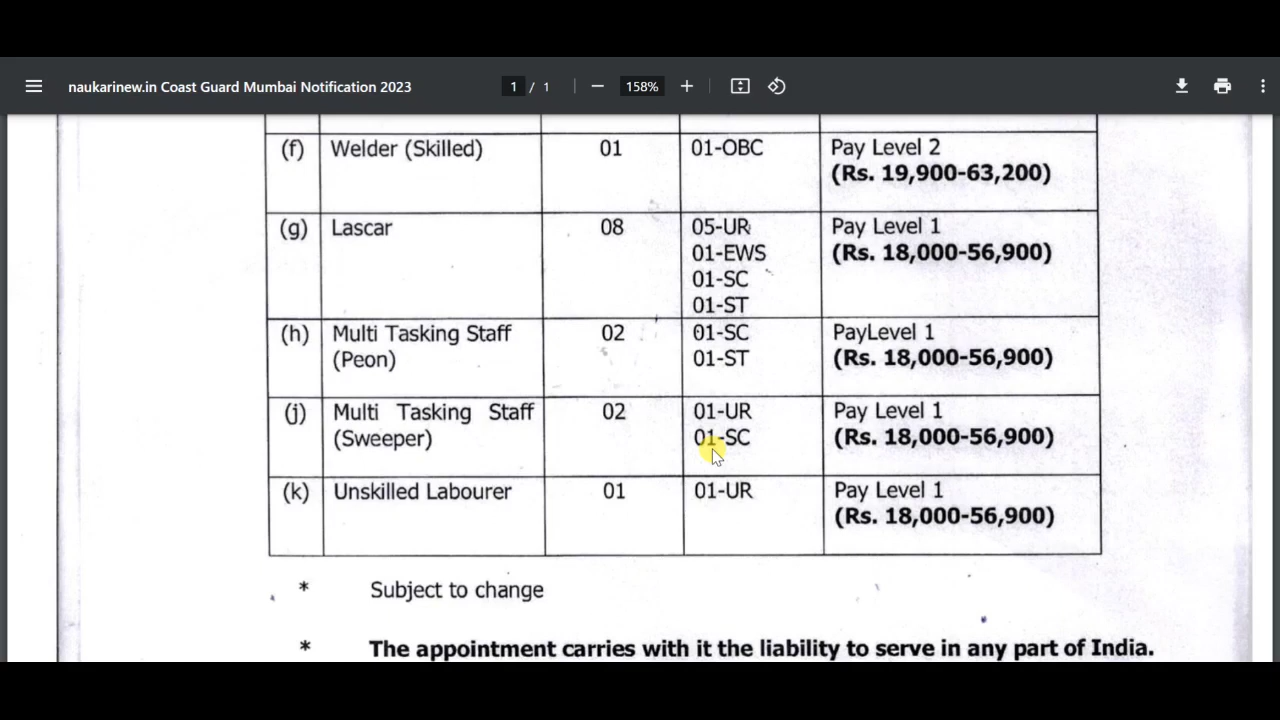 naukarinew.in Coast Guard Mumbai Notification 2023 1 / 1 158%
(f) Welder (Skilled) 01 01-OBC Pay Level 2
(Rs. 19,900-63,200)
(g) Lascar 08 05-UR Pay Level 1
01-EWS (Rs. 18,000-56,900)
01-SC
01-ST
(h) Multi Tasking Staff 02 01-SC PayLevel 1
(Peon) 01-ST (Rs. 18,000-56,900)
(j) Multi Tasking Staff 02 01-UR Pay Level 1
(Sweeper) 01-SC (Rs. 18,000-56,900)
(k) Unskilled Labourer 01 01-UR Pay Level 1
(Rs. 18,000-56,900)
* Subject to change
* The appointment carries with it the liability to serve in any part of India.